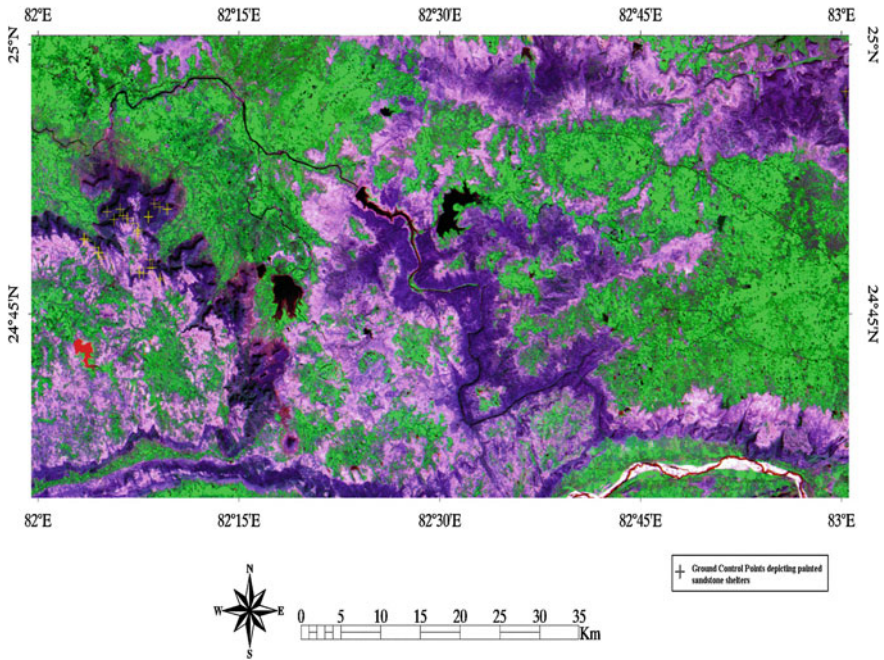 82°E 82°15'E 82°30'E 82°45'E 83°E
25°N 25°N
24°45'N 24°45'N
82°E 82°15'E 82°30'E 82°45'E 83°E
N
W E
S
0 5 10 15 20 25 30 35
Km
Ground Control Points depicting painted
sandstone shelters